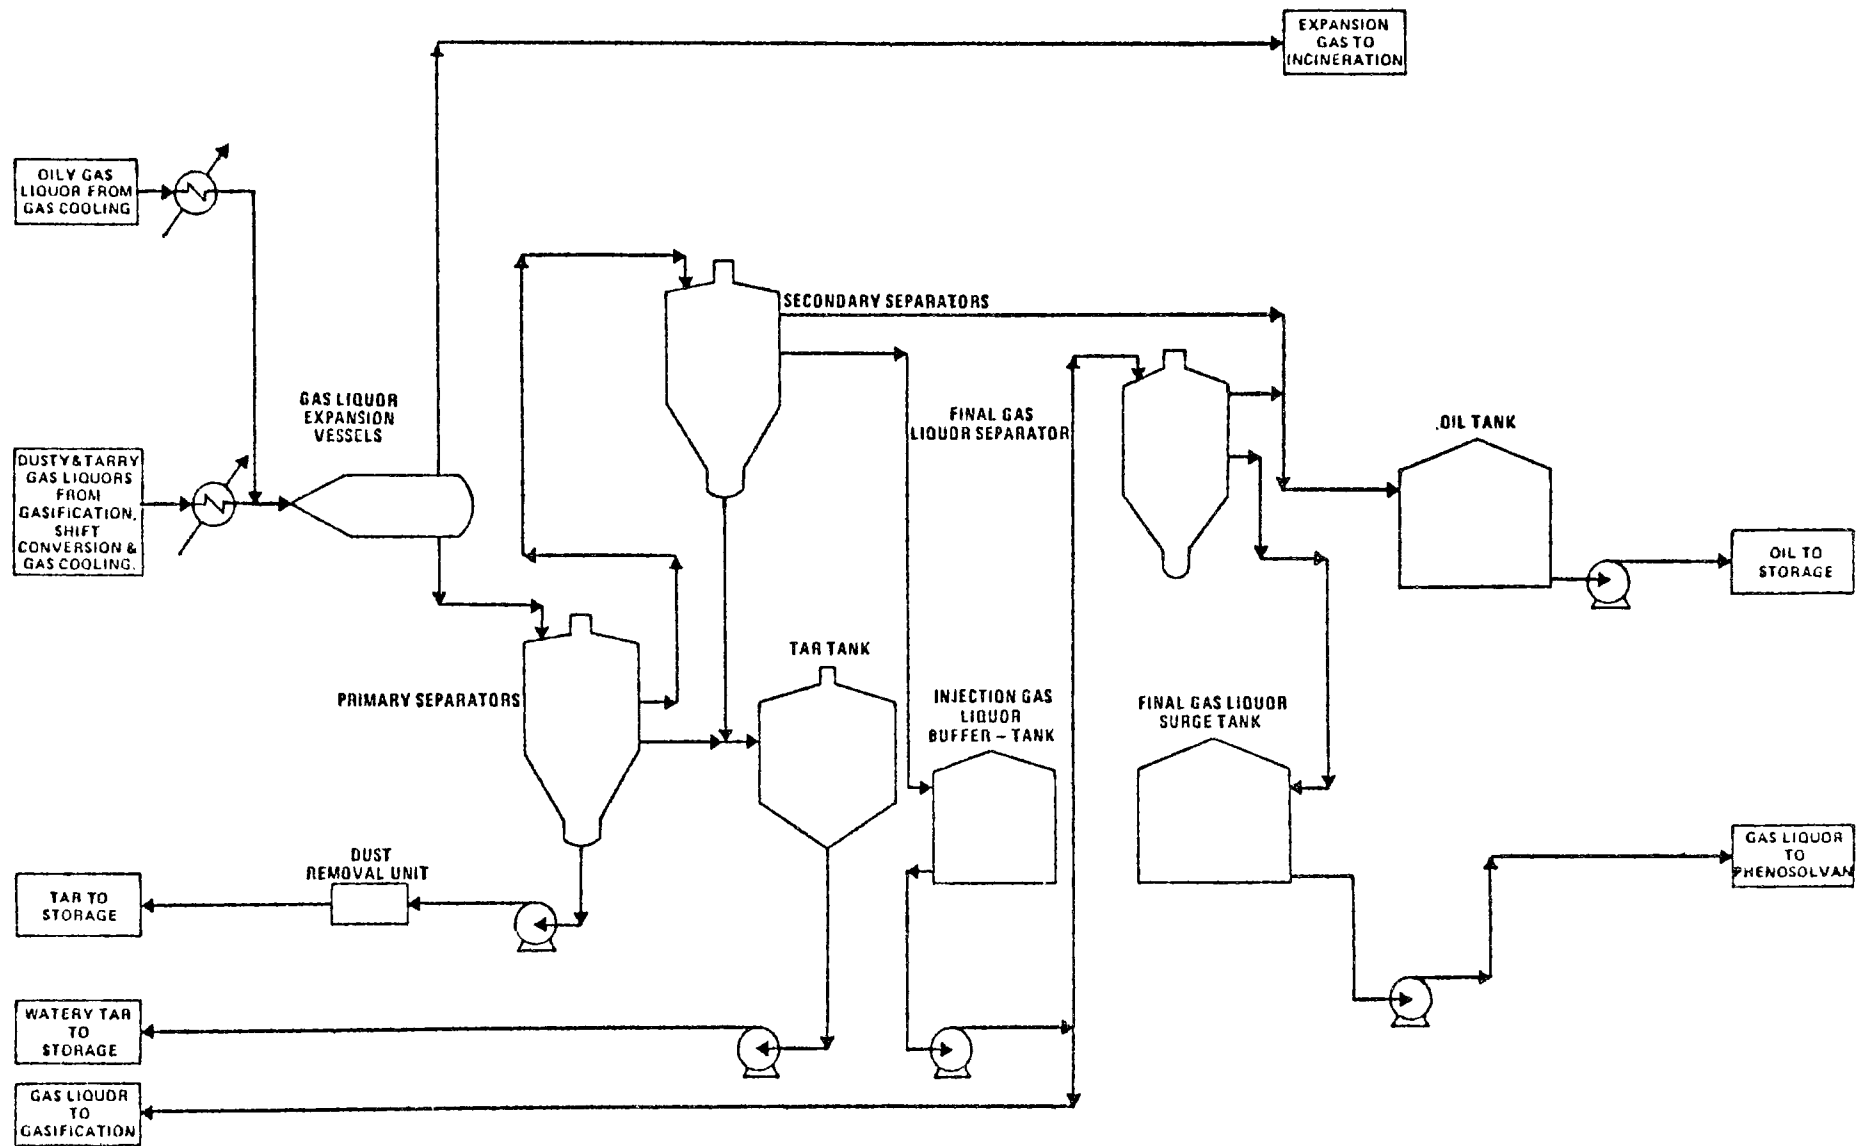 EXPANSION
GAS TO
INCINERATION
OILY GAS
LIQUOR FROM
GAS COOLING
SECONDARY SEPARATORS
GAS LIQUOR
EXPANSION
VESSELS
FINAL GAS
LIQUOR SEPARATOR
OIL TANK
DUSTY&TARRY
GAS LIQUORS
FROM
GASIFICATION,
SHIFT
CONVERSION &
GAS COOLING.
OIL TO
STORAGE
TAR TANK
PRIMARY SEPARATORS
INJECTION GAS
LIQUOR
BUFFER – TANK
FINAL GAS LIQUOR
SURGE TANK
GAS LIQUOR
TO
PHENOSOLVAN
DUST
REMOVAL UNIT
TAR TO
STORAGE
WATERY TAR
TO
STORAGE
GAS LIQUOR
TO
GASIFICATION